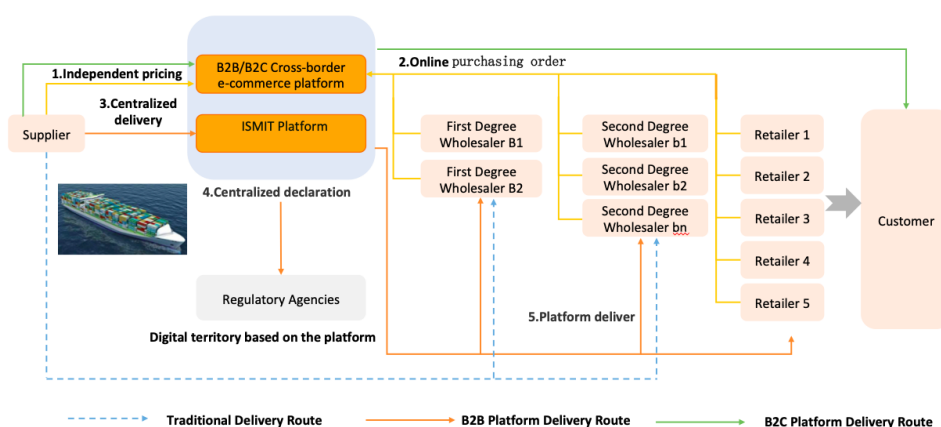 1.Independent pricing
B2B/B2C Cross-border
e-commerce platform
2.Online purchasing order
3.Centralized
delivery
Supplier
ISMIT Platform
First Degree
Wholesaler B1
Second Degree
Wholesaler b1
Retailer 1
First Degree
Wholesaler B2
Second Degree
Wholesaler b2
Retailer 2
4.Centralized declaration
Second Degree
Wholesaler bn
Retailer 3
Customer
Retailer 4
Regulatory Agencies
Retailer 5
5.Platform deliver
Digital territory based on the platform
Traditional Delivery Route
B2B Platform Delivery Route
B2C Platform Delivery Route